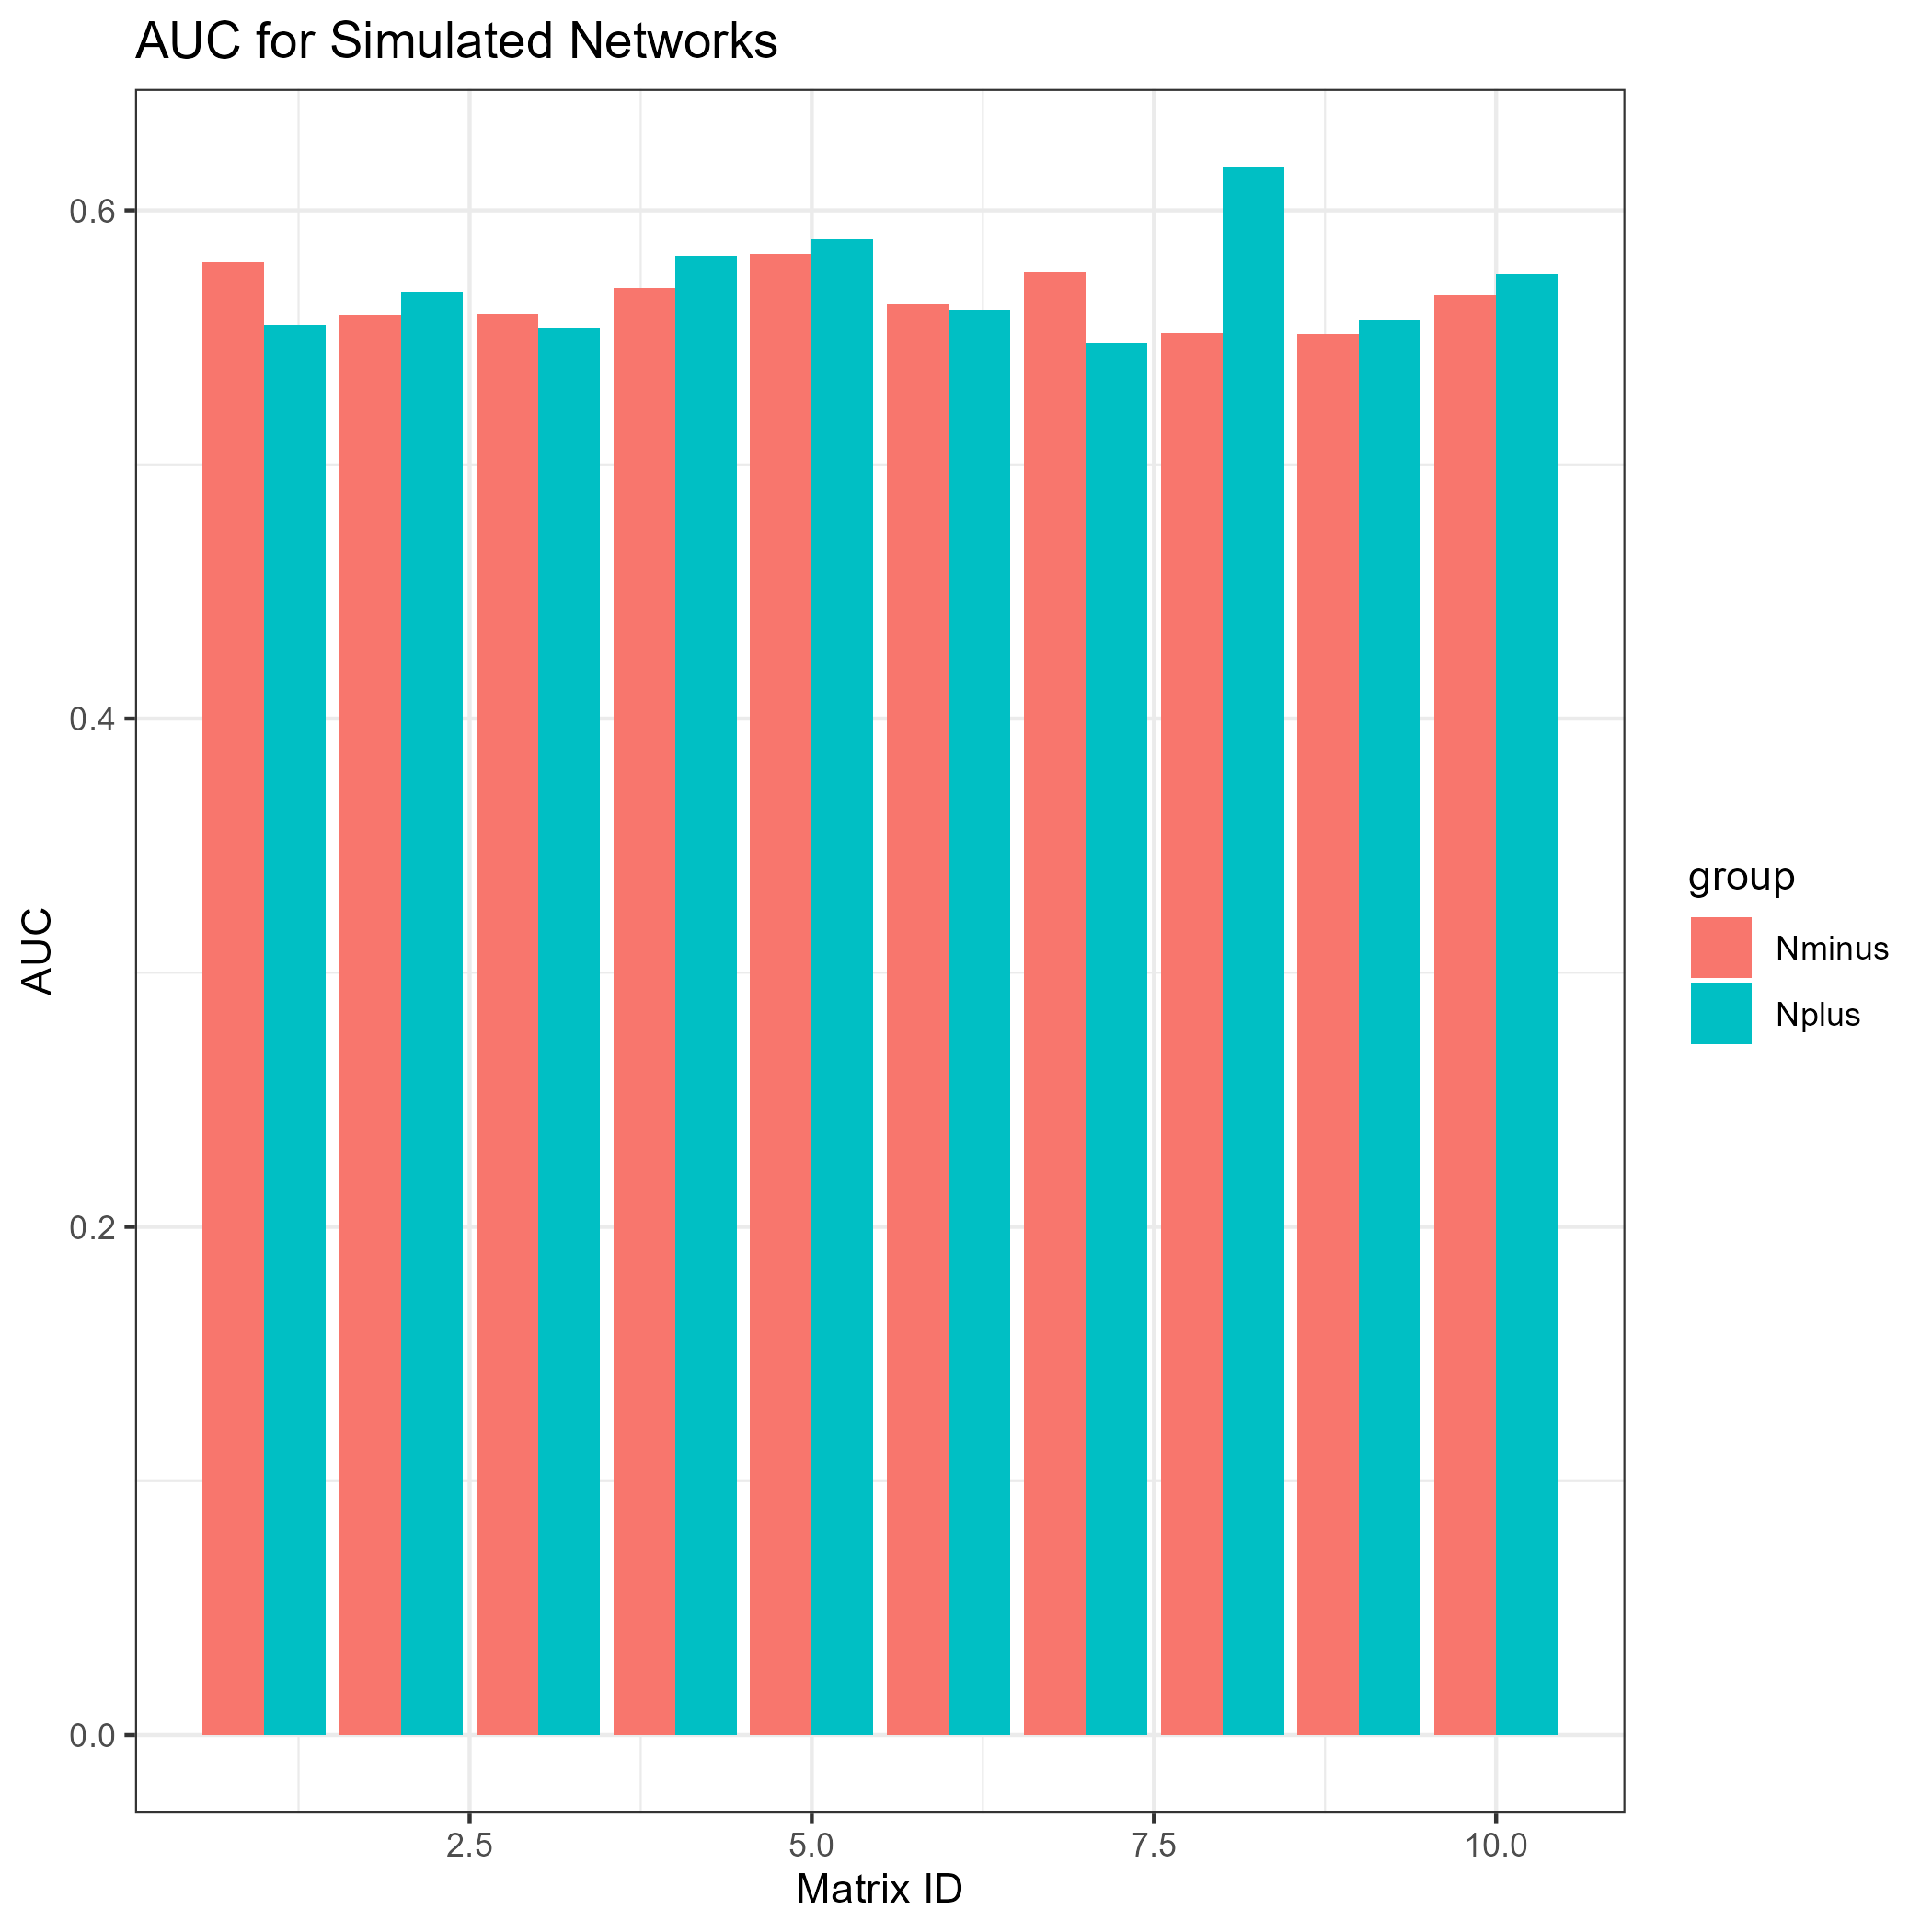 AUC for Simulated Networks
0.6
0.4
0.2
0.0
AUC
2.5 5.0 7.5 10.0
Matrix ID
group
Nminus
Nplus